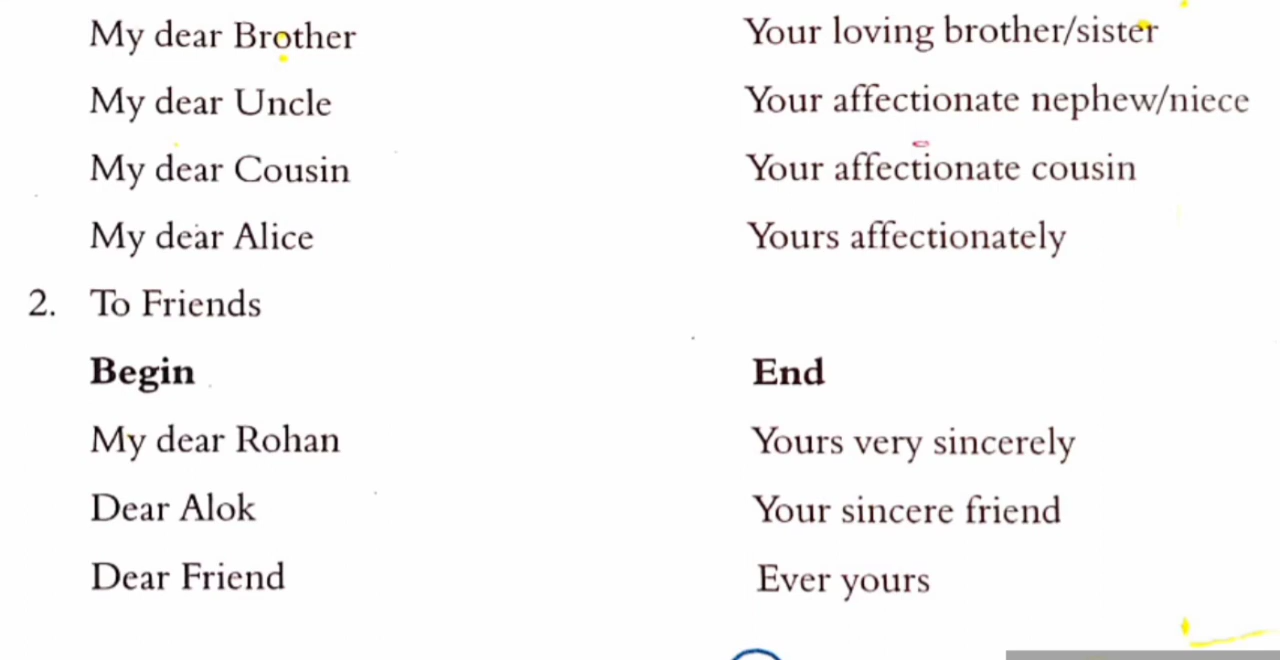 My dear Brother Your loving brother/sister
My dear Uncle Your affectionate nephew/niece
My dear Cousin Your affectionate cousin
My dear Alice Yours affectionately
2. To Friends
Begin End
My dear Rohan Yours very sincerely
Dear Alok Your sincere friend
Dear Friend Ever yours